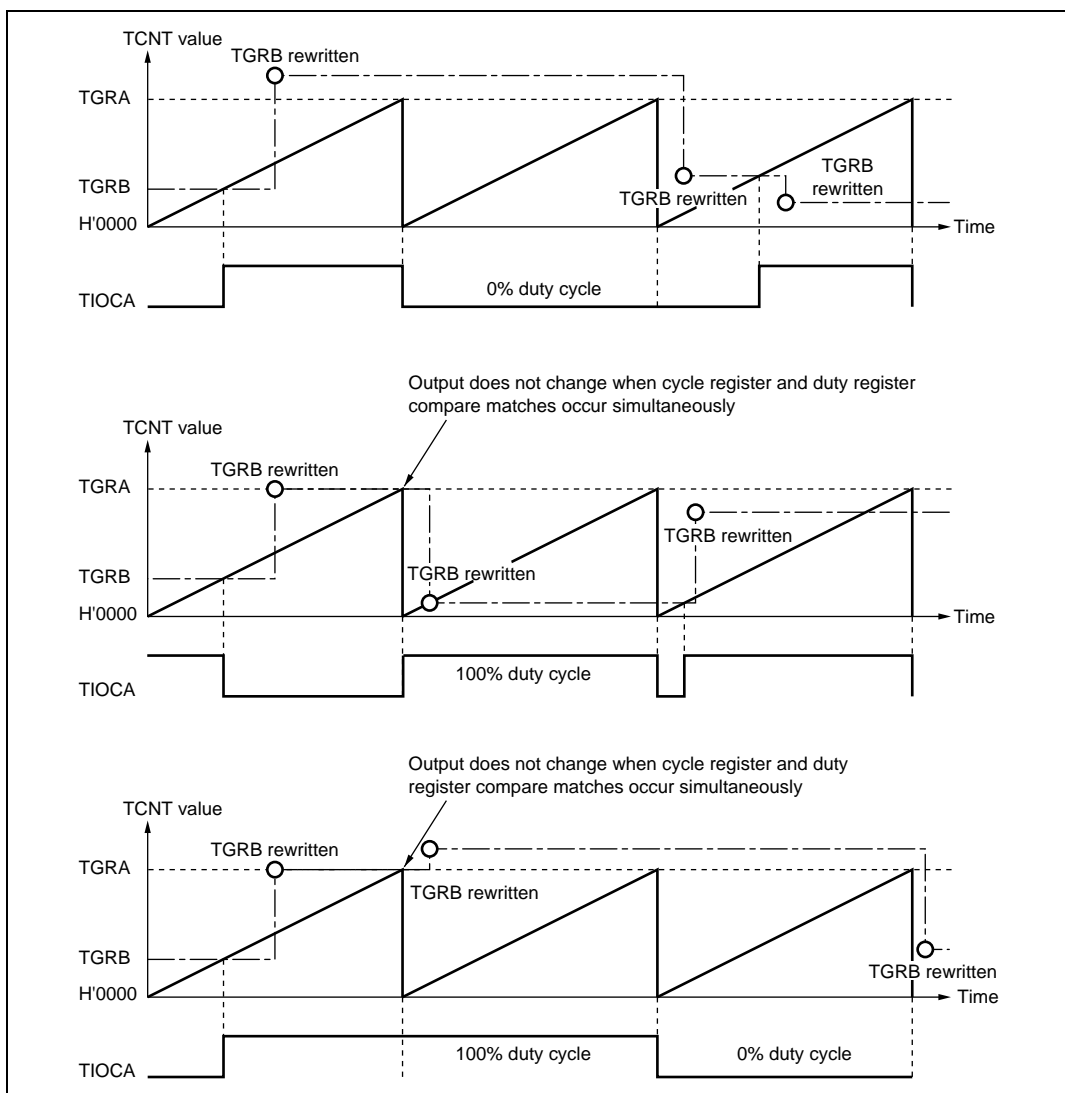 TCNT value
TGRB rewritten
TGRA
TGRB
rewritten
TGRB
TGRB rewritten
H'0000
Time
0% duty cycle
TIOCA
Output does not change when cycle register and duty register
compare matches occur simultaneously
TCNT value
TGRB rewritten
TGRA
TGRB rewritten
TGRB
TGRB rewritten
H'0000
Time
100% duty cycle
TIOCA
Output does not change when cycle register and duty
register compare matches occur simultaneously
TCNT value
TGRB rewritten
TGRA
TGRB rewritten
TGRB
TGRB rewritten
H'0000
Time
100% duty cycle
0% duty cycle
TIOCA